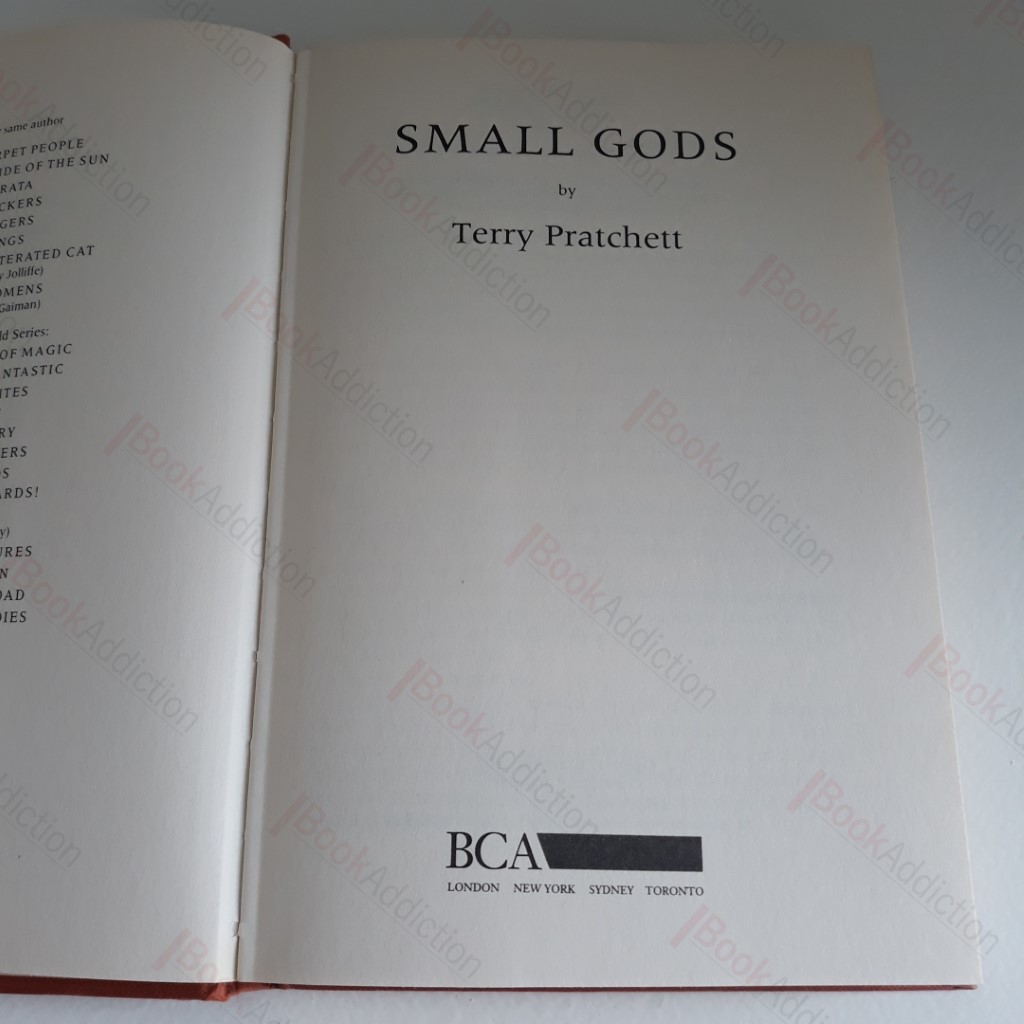 same author
RPET PEOPLE
IDE OF THE SUN
RATA
CKERS
GERS
NGS
TERATED CAT
y Jolliffe)
OMENS
Gaiman)
ld Series:
OF MAGIC
NTASTIC
ITES
RY
ERS
DS
ARDS!
y)
URES
N
OAD
DIES
SMALL GODS
by
Terry Pratchett
BCA
LONDON NEW YORK SYDNEY TORONTO
BookAddiction